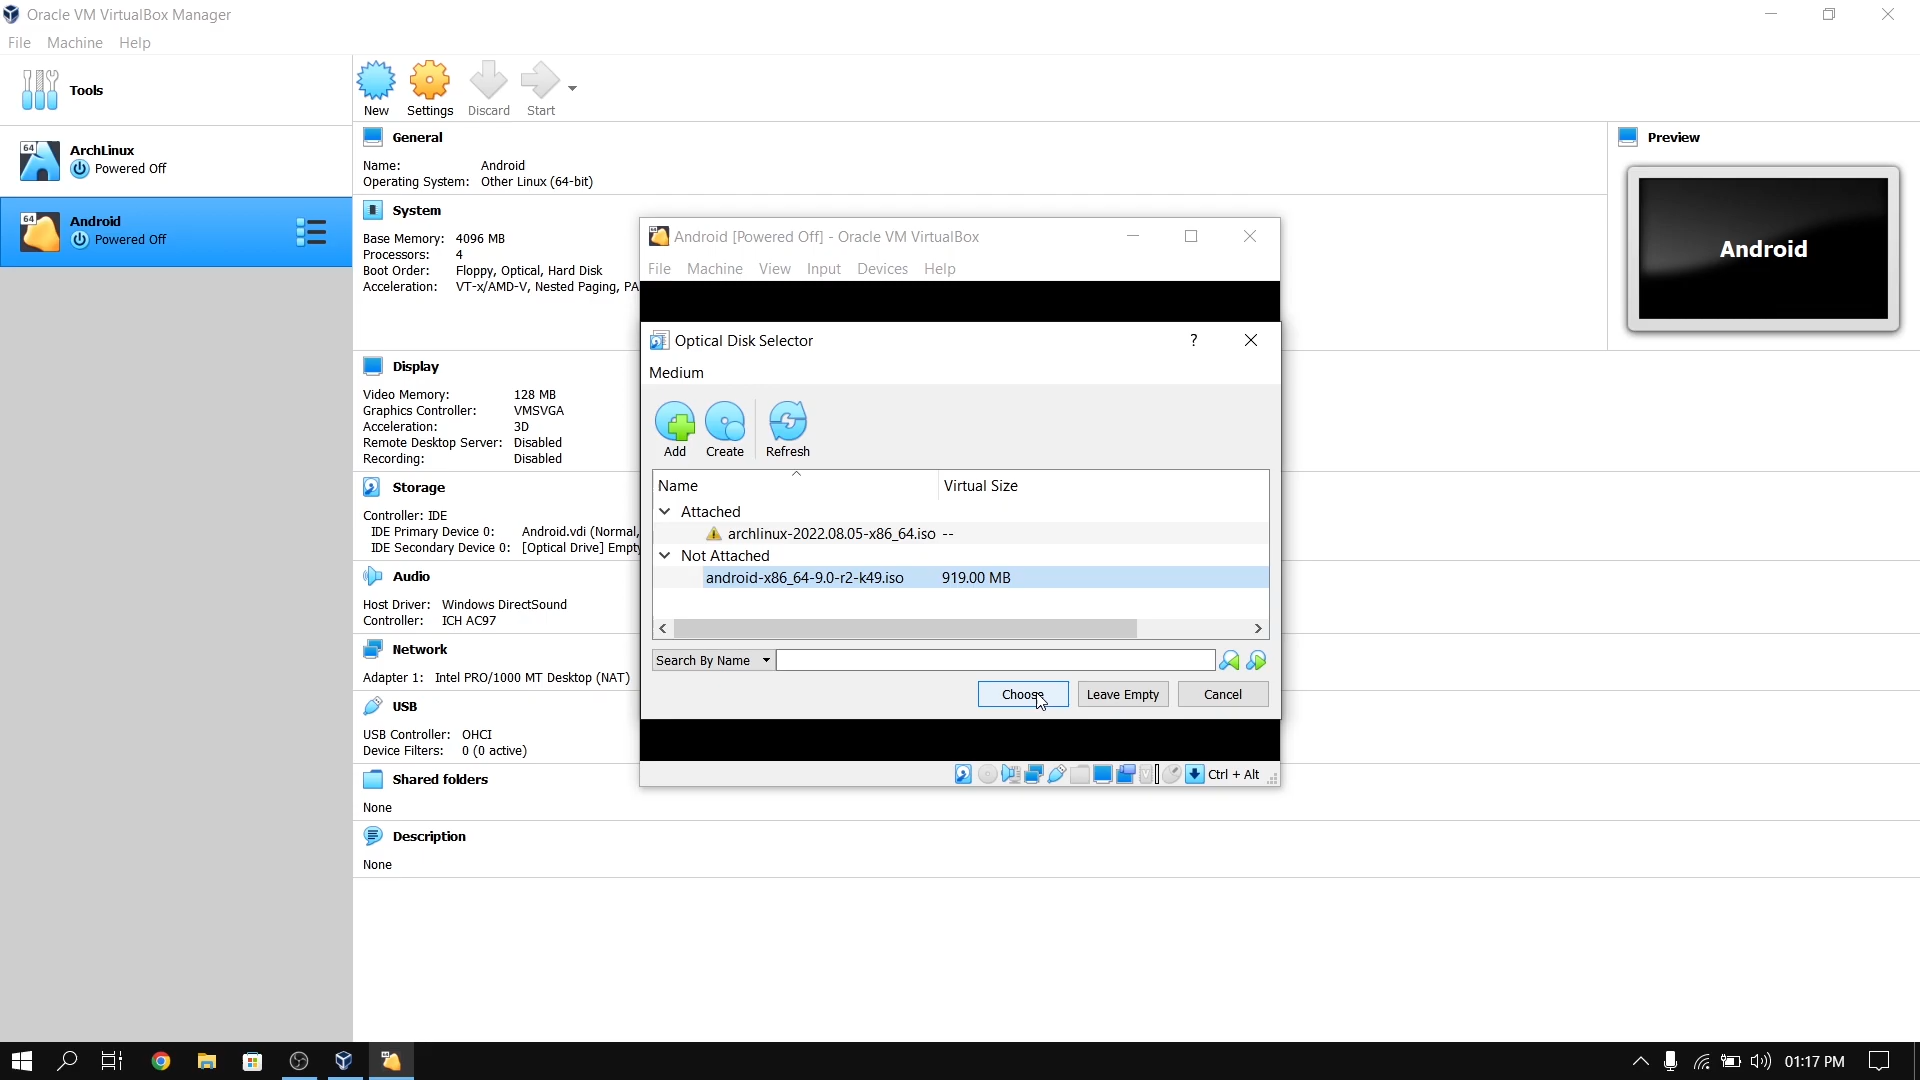 Oracle VM VirtualBox Manager
File Machine Help
Tools
New Settings Discard Start
64 ArchLinux
Powered Off
64 Android
Powered Off
General
Name: Android
Operating System: Other Linux (64-bit)
Preview
Android
System
Base Memory: 4096 MB
Processors: 4
Boot Order: Floppy, Optical, Hard Disk
Acceleration: VT-x/AMD-V, Nested Paging, PA
Display
Video Memory: 128 MB
Graphics Controller: VMSVGA
Acceleration: 3D
Remote Desktop Server: Disabled
Recording: Disabled
Storage
Controller: IDE
IDE Primary Device 0: Android.vdi (Normal,
IDE Secondary Device 0: [Optical Drive] Empty
Audio
Host Driver: Windows DirectSound
Controller: ICH AC97
Network
Adapter 1: Intel PRO/1000 MT Desktop (NAT)
USB
USB Controller: OHCI
Device Filters: 0 (0 active)
Shared folders
None
Description
None
Android [Powered Off] - Oracle VM VirtualBox
File Machine View Input Devices Help
Optical Disk Selector ?
Medium
Add Create Refresh
Name Virtual Size
Attached
archlinux-2022.08.05-x86_64.iso --
Not Attached
android-x86_64-9.0-r2-k49.iso 919.00 MB
Search By Name
Choose Leave Empty Cancel
Ctrl + Alt
01:17 PM